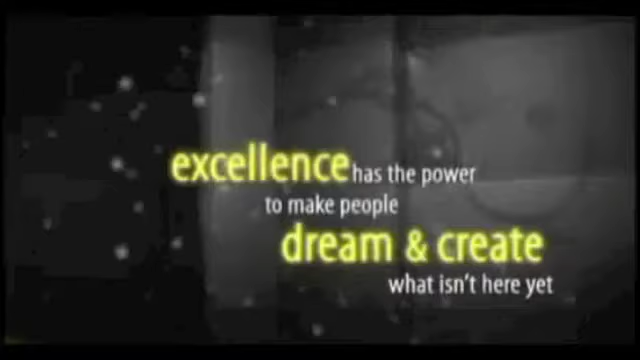 excellence has the power
to make people
dream & create
what isn't here yet